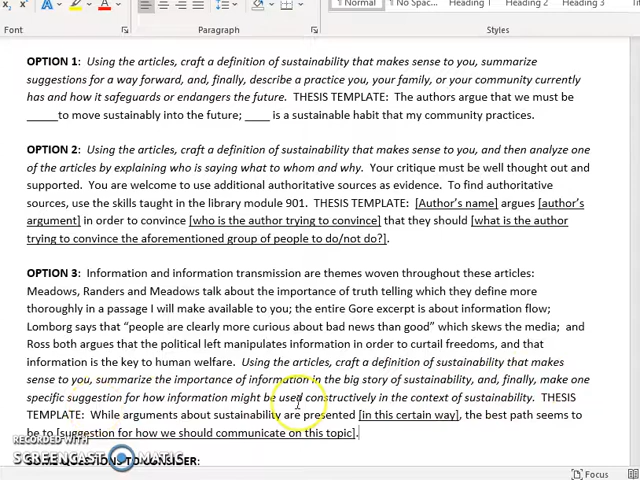 Normal
No Spac...
Heading 1
Heading 2
Heading 3
Font
Paragraph
Styles
OPTION 1: Using the articles, craft a definition of sustainability that makes sense to you, summarize
suggestions for a way forward, and, finally, describe a practice you, your family, or your community currently
has and how it safeguards or endangers the future. THESIS TEMPLATE: The authors argue that we must be
_____to move sustainably into the future; ____ is a sustainable habit that my community practices.
OPTION 2: Using the articles, craft a definition of sustainability that makes sense to you, and then analyze one
of the articles by explaining who is saying what to whom and why. Your critique must be well thought out and
supported. You are welcome to use additional authoritative sources as evidence. To find authoritative
sources, use the skills taught in the library module 901. THESIS TEMPLATE: [Author's name] argues [author's
argument] in order to convince [who is the author trying to convince] that they should [what is the author
trying to convince the aforementioned group of people to do/not do?].
OPTION 3: Information and information transmission are themes woven throughout these articles:
Meadows, Randers and Meadows talk about the importance of truth telling which they define more
thoroughly in a passage I will make available to you; the entire Gore excerpt is about information flow;
Lomborg says that "people are clearly more curious about bad news than good" which skews the media; and
Ross both argues that the political left manipulates information in order to curtail freedoms, and that
information is the key to human welfare. Using the articles, craft a definition of sustainability that makes
sense to you, summarize the importance of information in the big story of sustainability, and, finally, make one
specific suggestion for how information might be used constructively in the context of sustainability. THESIS
TEMPLATE: While arguments about sustainability are presented [in this certain way], the best path seems to
be to [suggestion for how we should communicate on this topic].
RECORDED WITH
SCREENCAST MATIC
SOME QUESTIONS TO CONSIDER:
Focus